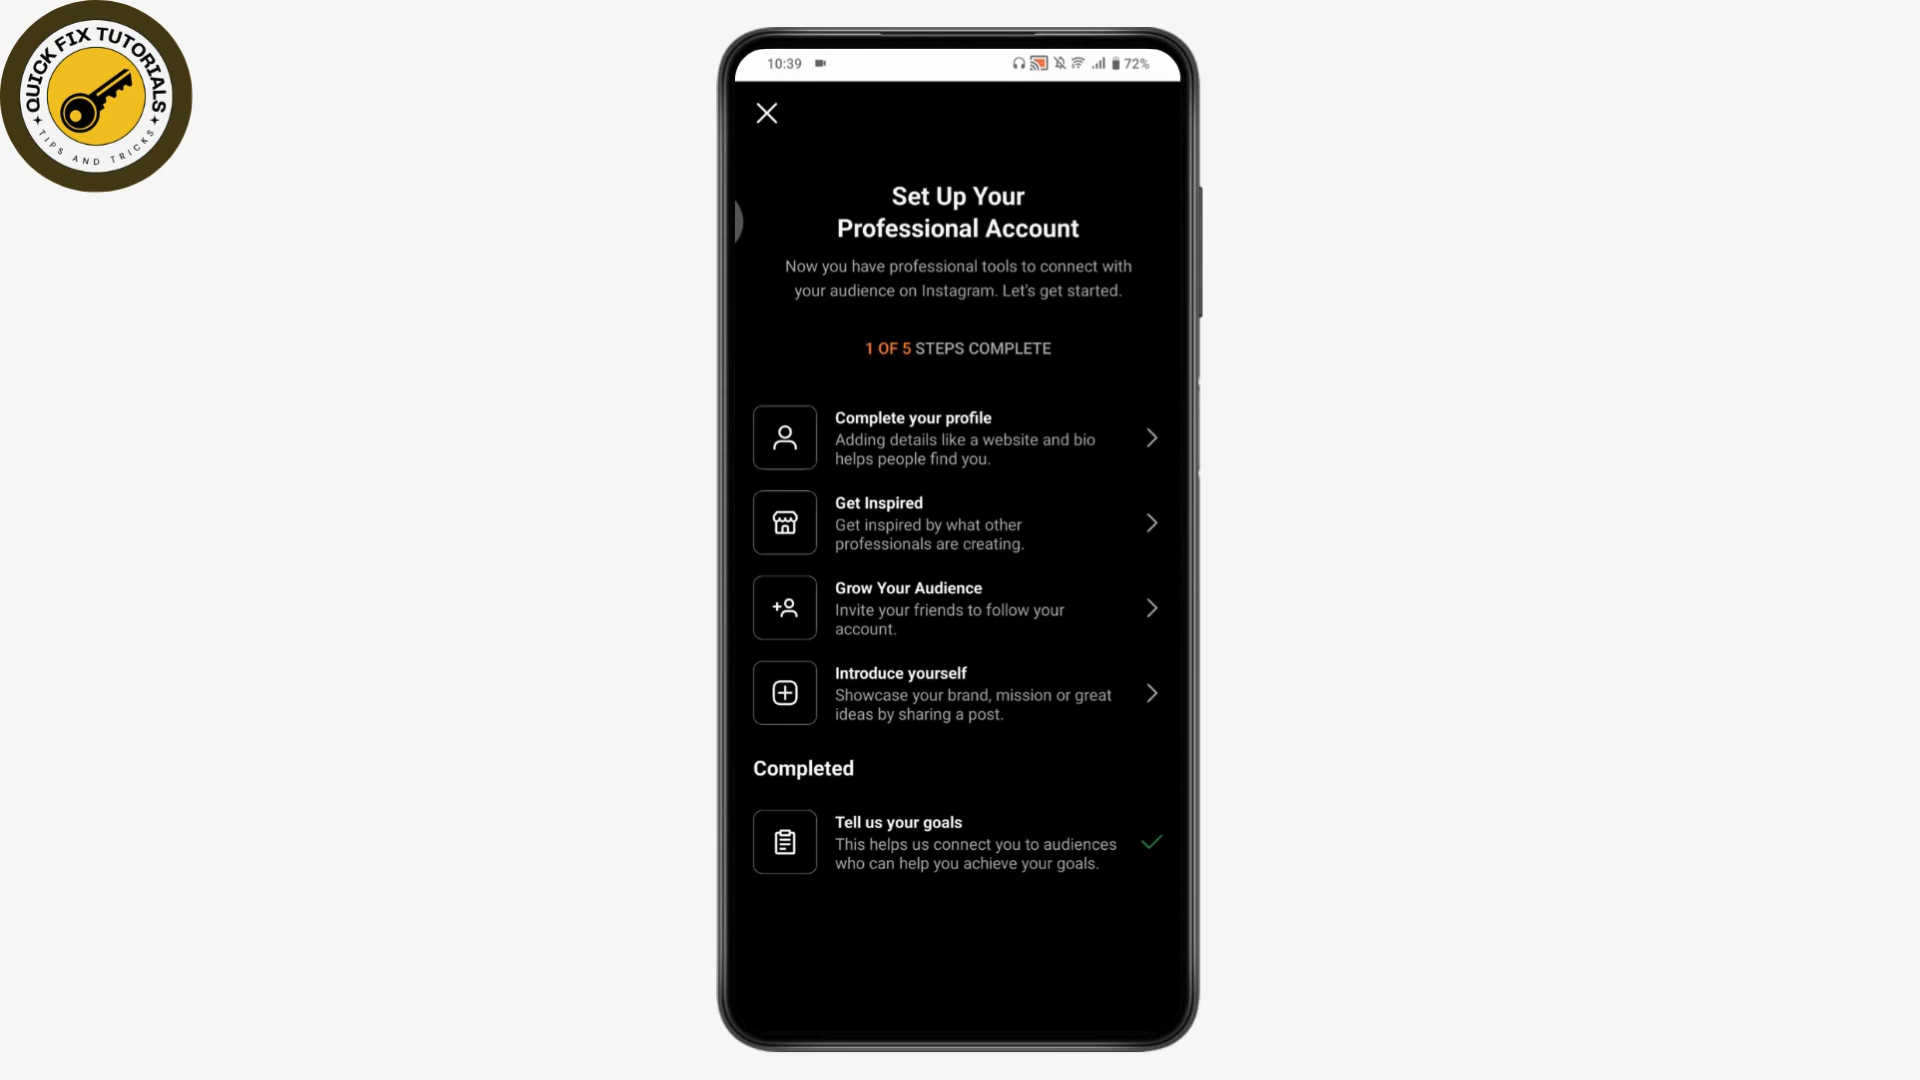 QUICK FIX TUTORIALS
TIPS AND TRICKS
10:39
72%
Set Up Your
Professional Account
Now you have professional tools to connect with
your audience on Instagram. Let's get started.
1 OF 5 STEPS COMPLETE
Complete your profile
Adding details like a website and bio
helps people find you.
Get Inspired
Get inspired by what other
professionals are creating.
Grow Your Audience
Invite your friends to follow your
account.
Introduce yourself
Showcase your brand, mission or great
ideas by sharing a post.
Completed
Tell us your goals
This helps us connect you to audiences
who can help you achieve your goals.